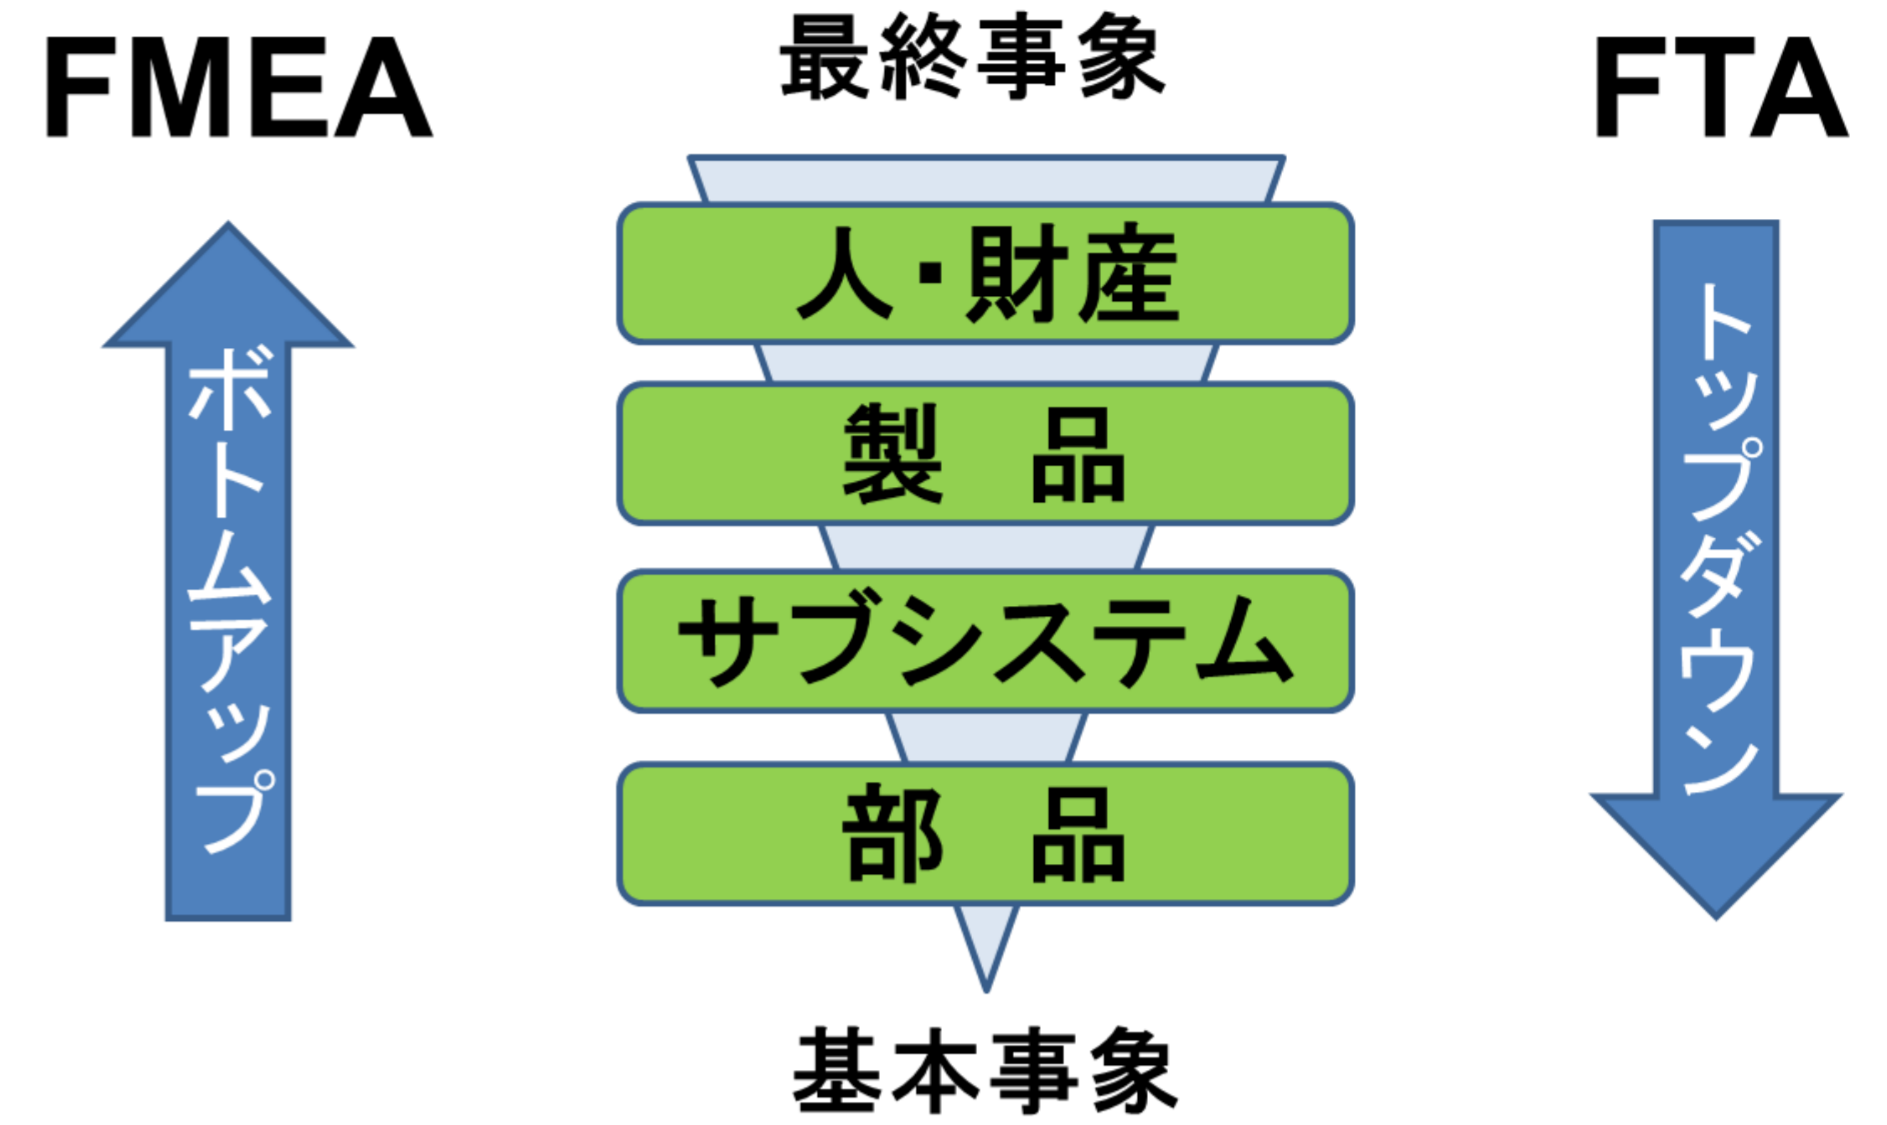 FMEA
最終事象
FTA
ボトムアップ
人・財産
製　品
サブシステム
部　品
トップダウン
基本事象